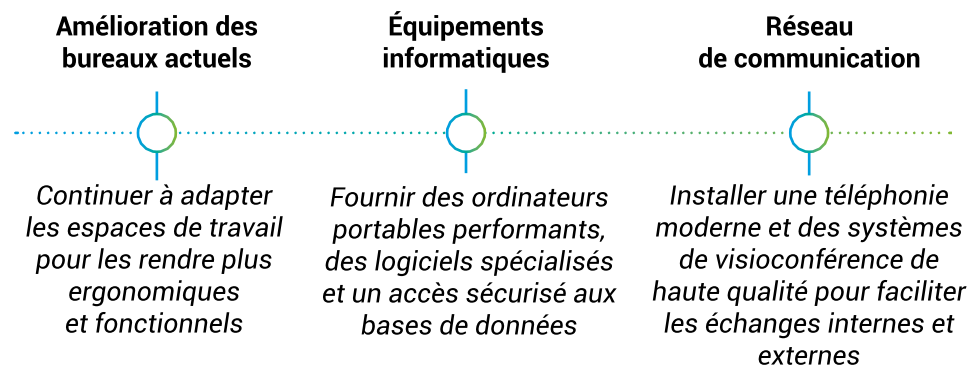 Amélioration des
bureaux actuels
Continuer à adapter
les espaces de travail
pour les rendre plus
ergonomiques
et fonctionnels
Équipements
informatiques
Fournir des ordinateurs
portables performants,
des logiciels spécialisés
et un accès sécurisé aux
bases de données
Réseau
de communication
Installer une téléphonie
moderne et des systèmes
de visioconférence de
haute qualité pour faciliter
les échanges internes et
externes